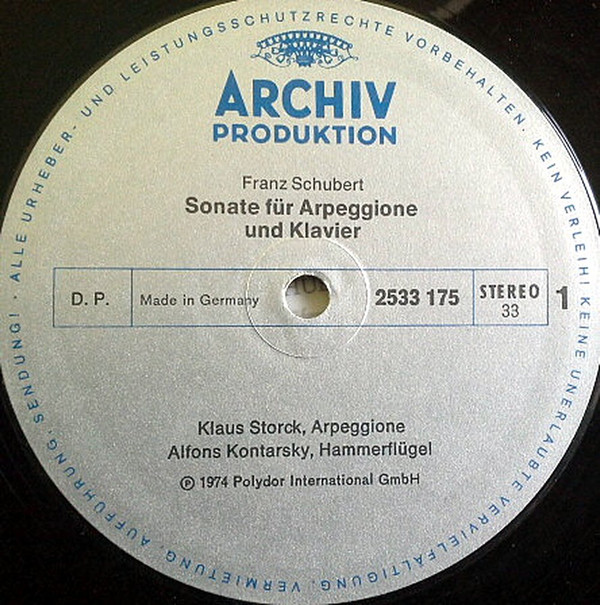 ALLE URHEBER- UND LEISTUNGSSCHUTZRECHTE VORBEHALTEN. KEIN VERLEIH! KEINE UNERLAUBTE VERVIELFÄLTIGUNG, VERMIETUNG, AUFFÜHRUNG, SENDUNG! ·
ARCHIV
PRODUKTION
Franz Schubert
Sonate für Arpeggione
und Klavier
D. P.
Made in Germany
2533 175
STEREO
33
1
Klaus Storck, Arpeggione
Alfons Kontarsky, Hammerflügel
Ⓟ 1974 Polydor International GmbH